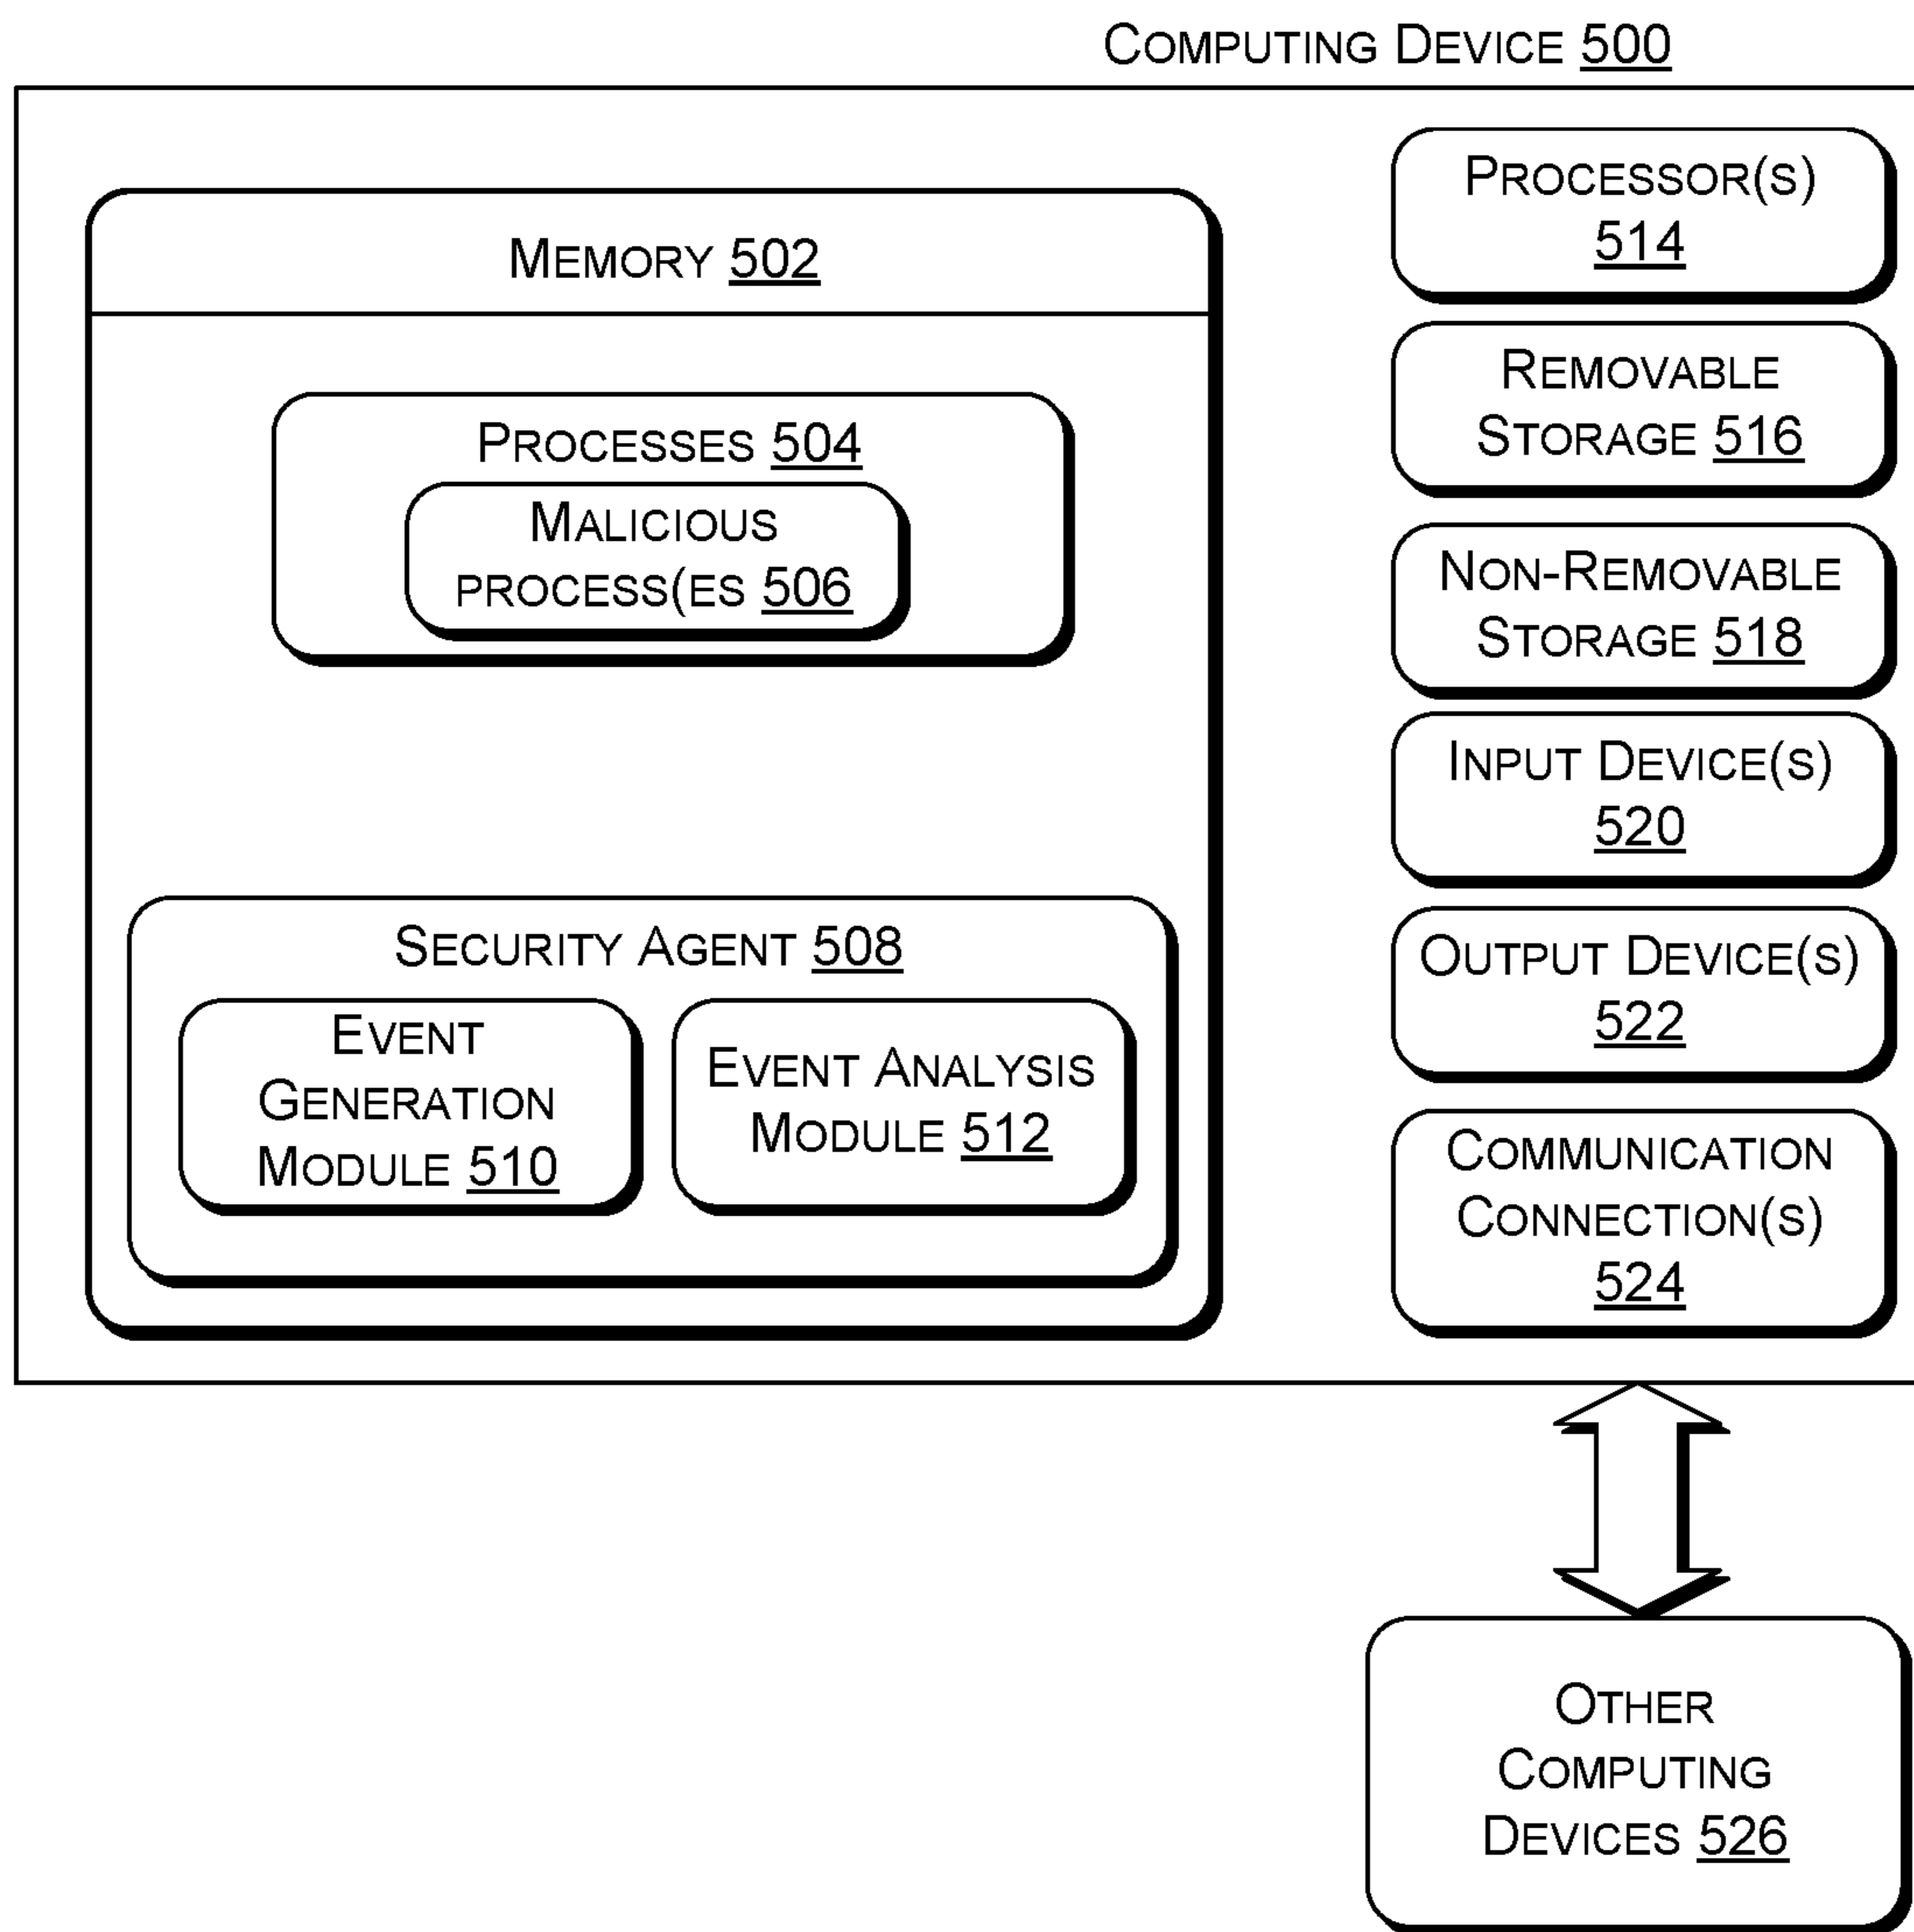 COMPUTING DEVICE 500
MEMORY 502
PROCESSES 504
MALICIOUS
PROCESS(ES 506
SECURITY AGENT 508
EVENT
GENERATION
MODULE 510
EVENT ANALYSIS
MODULE 512
PROCESSOR(S)
514
REMOVABLE
STORAGE 516
NON-REMOVABLE
STORAGE 518
INPUT DEVICE(S)
520
OUTPUT DEVICE(S)
522
COMMUNICATION
CONNECTION(S)
524
OTHER
COMPUTING
DEVICES 526